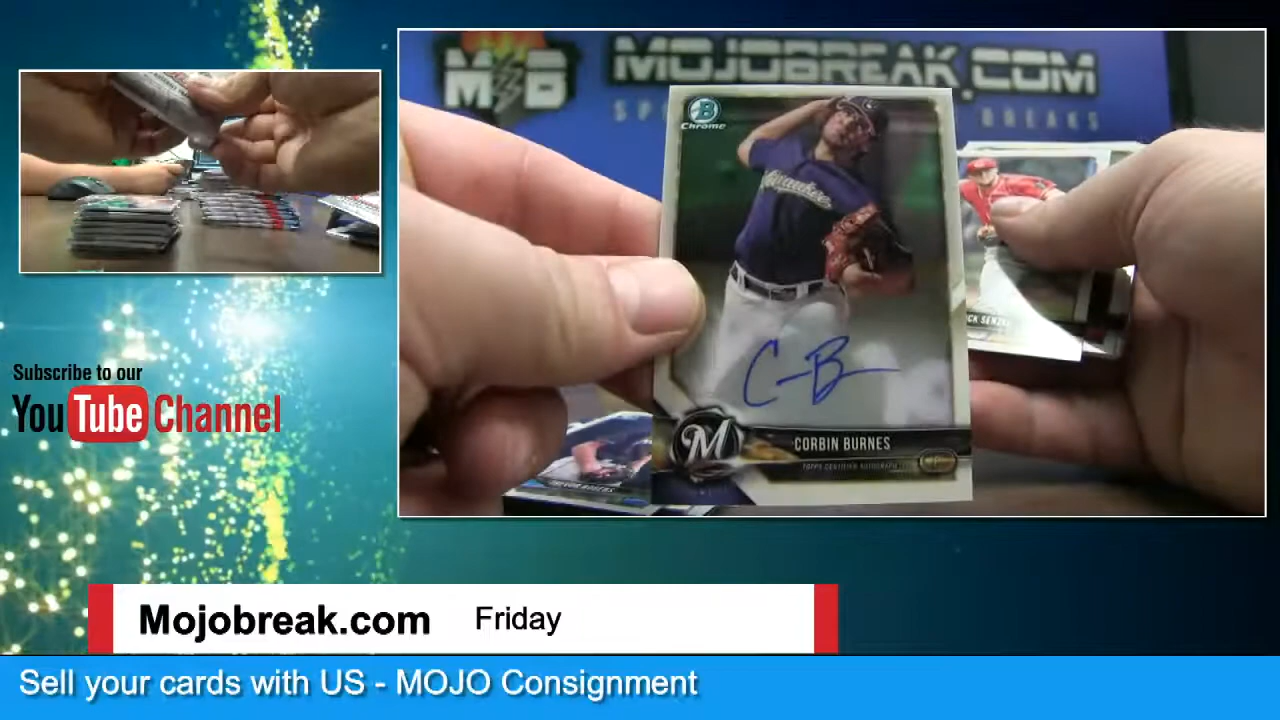 MOJOBREAK.COM
BREAKS
B
Chrome
Milwaukee
C B
M
CORBIN BURNES
TOPPS CERTIFIED AUTOGRAPH
Subscribe to our
YouTube Channel
Mojobreak.com Friday
Sell your cards with US - MOJO Consignment